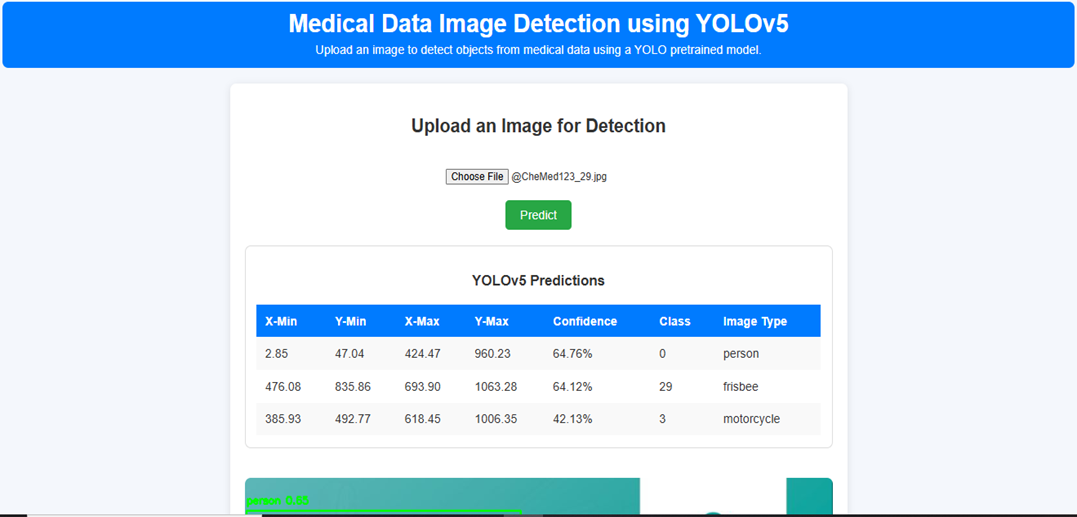 Medical Data Image Detection using YOLOv5
Upload an image to detect objects from medical data using a YOLO pretrained model.
Upload an Image for Detection
Choose File @CheMed123_29.jpg
Predict
YOLOv5 Predictions
X-Min Y-Min X-Max Y-Max Confidence Class Image Type
2.85 47.04 424.47 960.23 64.76% 0 person
476.08 835.86 693.90 1063.28 64.12% 29 frisbee
385.93 492.77 618.45 1006.35 42.13% 3 motorcycle
person 0.65